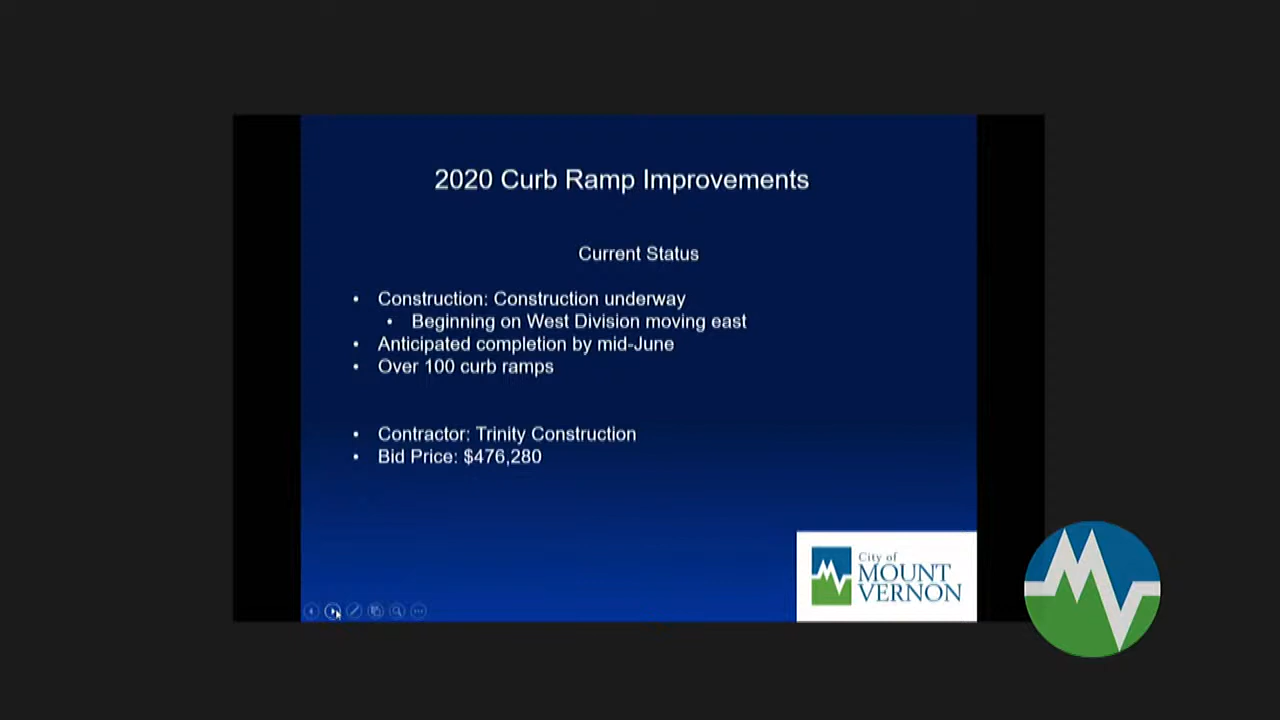 2020 Curb Ramp Improvements
Current Status
• Construction: Construction underway
• Beginning on West Division moving east
• Anticipated completion by mid-June
• Over 100 curb ramps
• Contractor: Trinity Construction
• Bid Price: $476,280
City of
MOUNT
VERNON